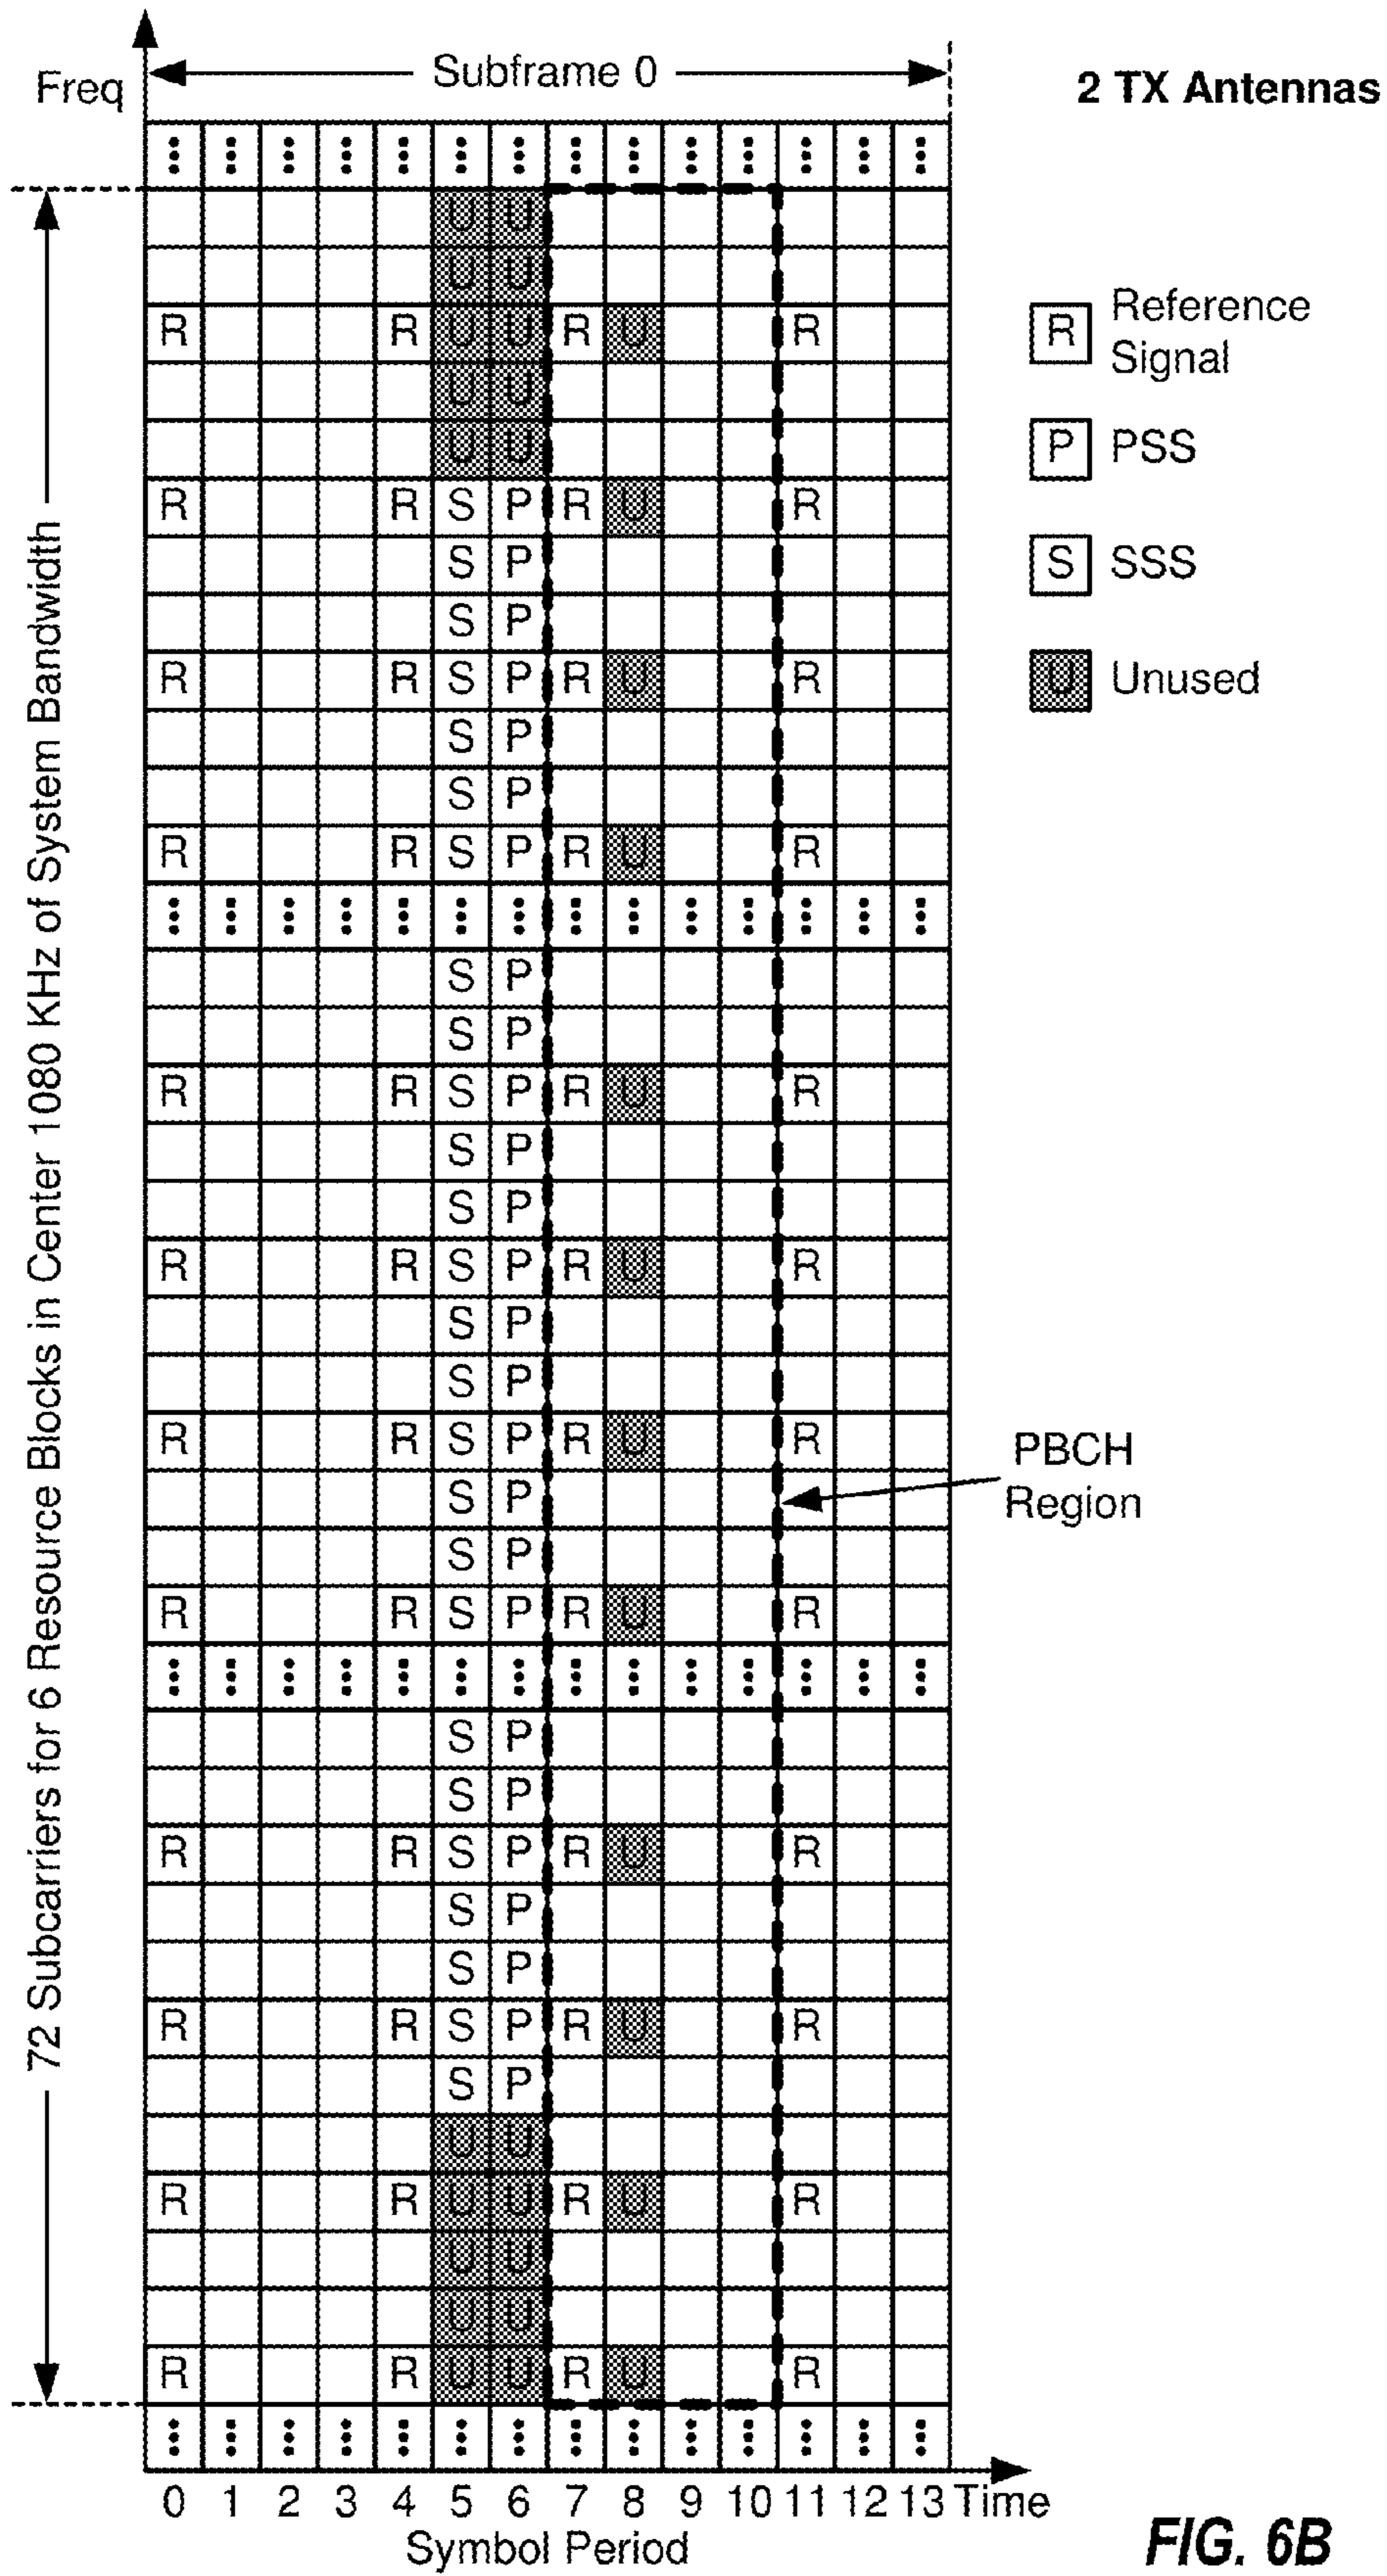 Freq
Subframe 0
2 TX Antennas
72 Subcarriers for 6 Resource Blocks in Center 1080 KHz of System Bandwidth
U U
U U
R R U U R U R
U U
U U
R R S P R U R
S P
S P
R R S P R U R
S P
S P
R R S P R U R
S P
S P
R R S P R U R
S P
S P
R R S P R U R
S P
S P
R R S P R U R
S P
S P
R R S P R U R
S P
S P
R R S P R U R
S P
S P
R R S P R U R
S P
U U
R R U U R U R
U U
U U
R R U U R U R
R Reference
Signal
P PSS
S SSS
U Unused
PBCH
Region
0 1 2 3 4 5 6 7 8 9 10 11 12 13 Time
Symbol Period
FIG. 6B